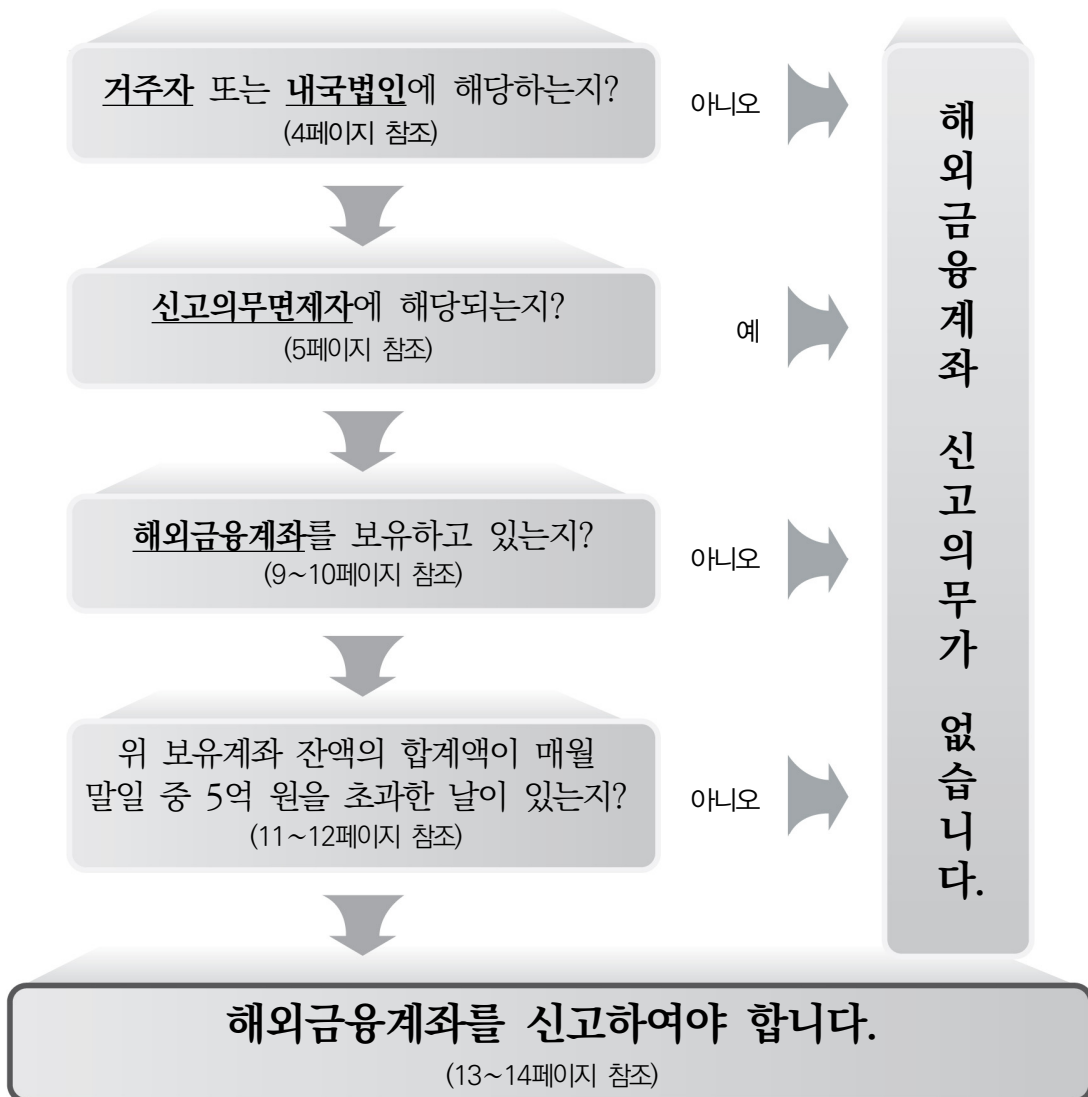 거주자 또는 내국법인에 해당하는지?
(4페이지 참조)
아니오
신고의무면제자에 해당되는지?
(5페이지 참조)
예
해외금융계좌를 보유하고 있는지?
(9~10페이지 참조)
아니오
위 보유계좌 잔액의 합계액이 매월
말일 중 5억 원을 초과한 날이 있는지?
(11~12페이지 참조)
아니오
해외금융계좌 신고의무가 없습니다.
해외금융계좌를 신고하여야 합니다.
(13~14페이지 참조)